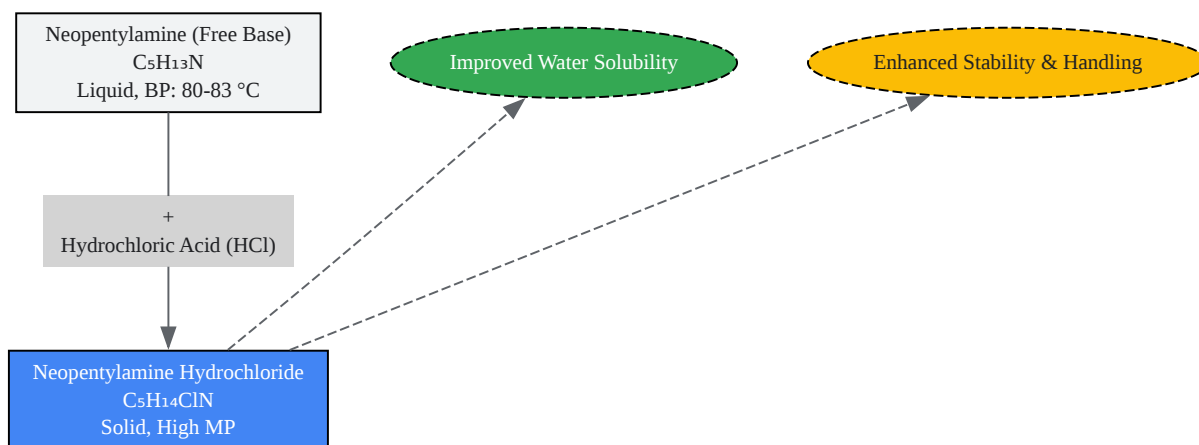 Neopentylamine (Free Base)
C₅H₁₃N
Liquid, BP: 80-83 °C
Improved Water Solubility
Enhanced Stability & Handling
+
Hydrochloric Acid (HCl)
Neopentylamine Hydrochloride
C₅H₁₄ClN
Solid, High MP